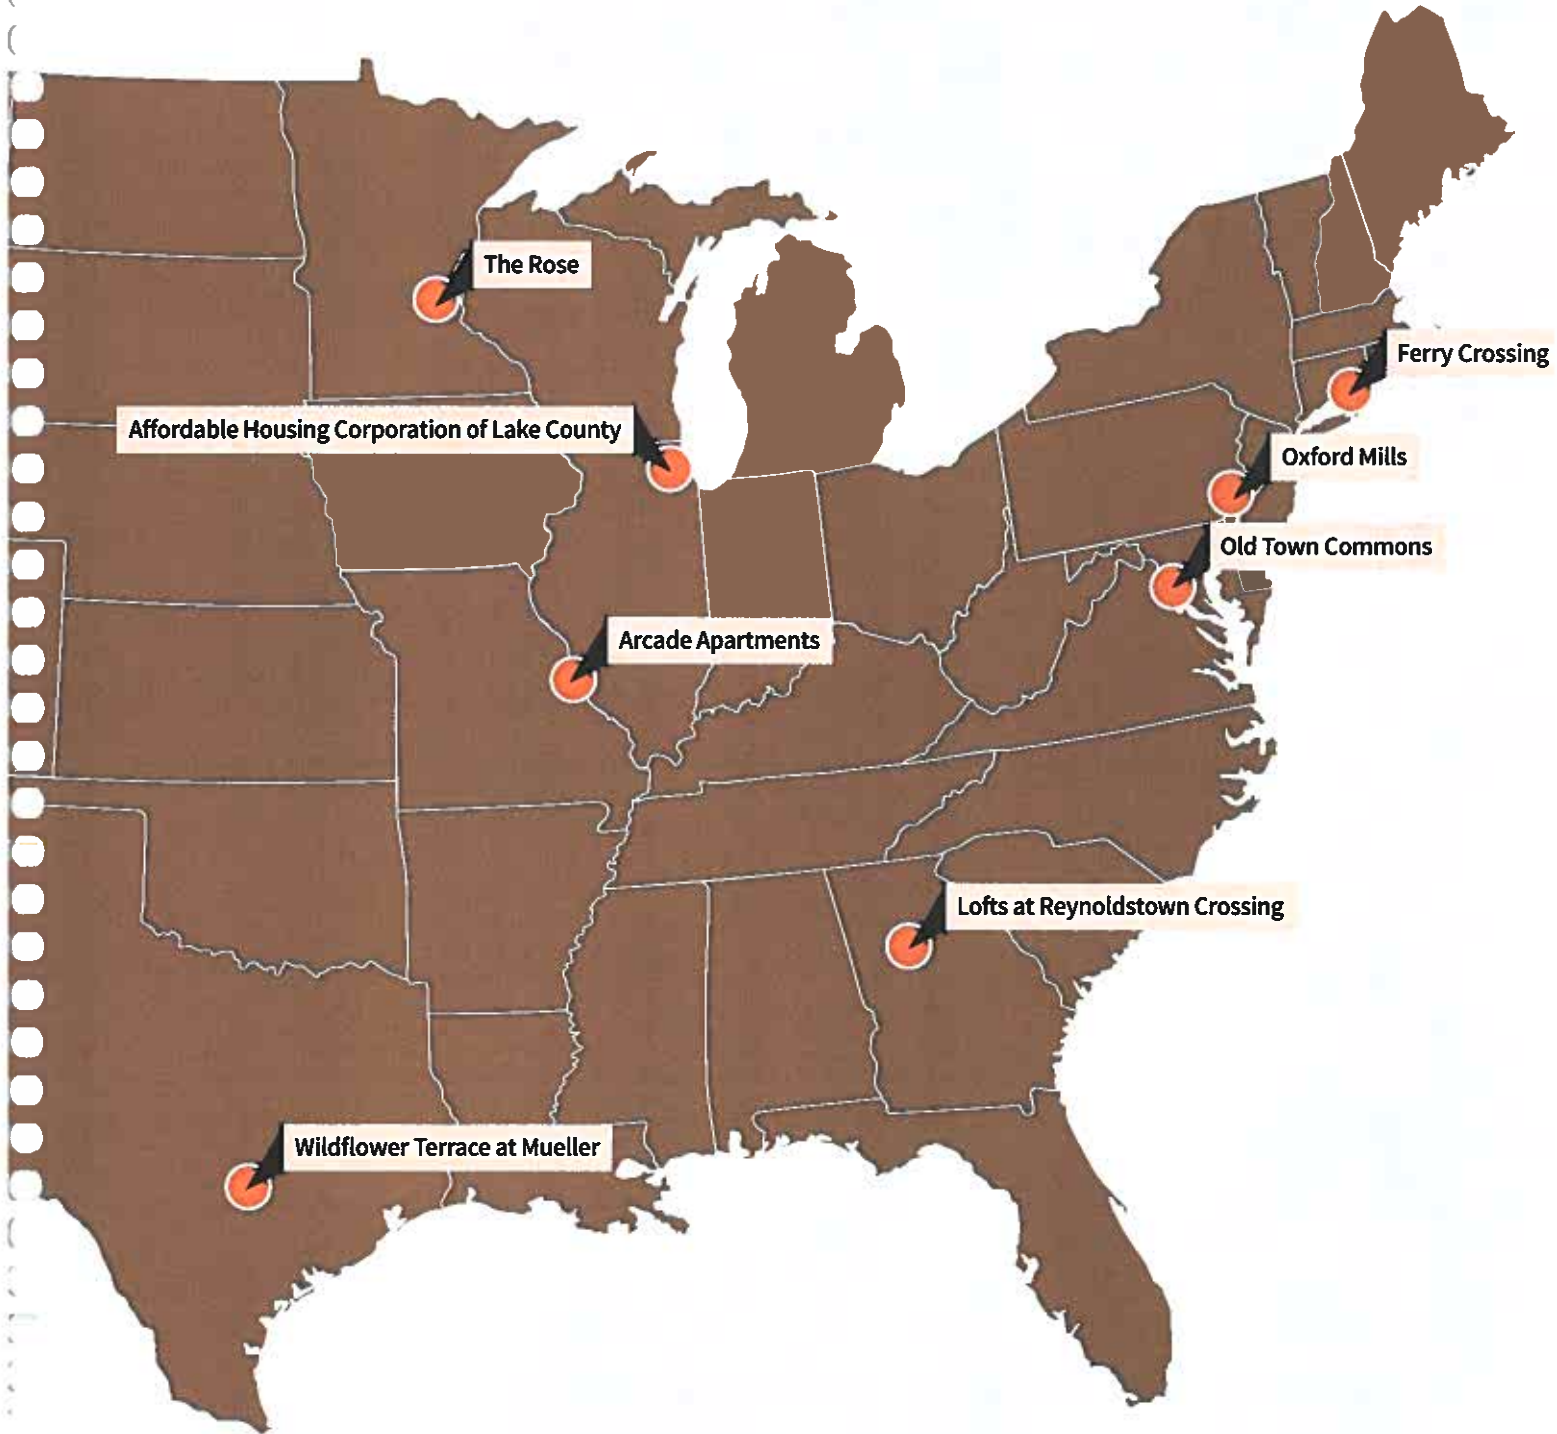 The Rose
Ferry Crossing
Affordable Housing Corporation of Lake County
Oxford Mills
Old Town Commons
Arcade Apartments
Lofts at Reynoldstown Crossing
Wildflower Terrace at Mueller